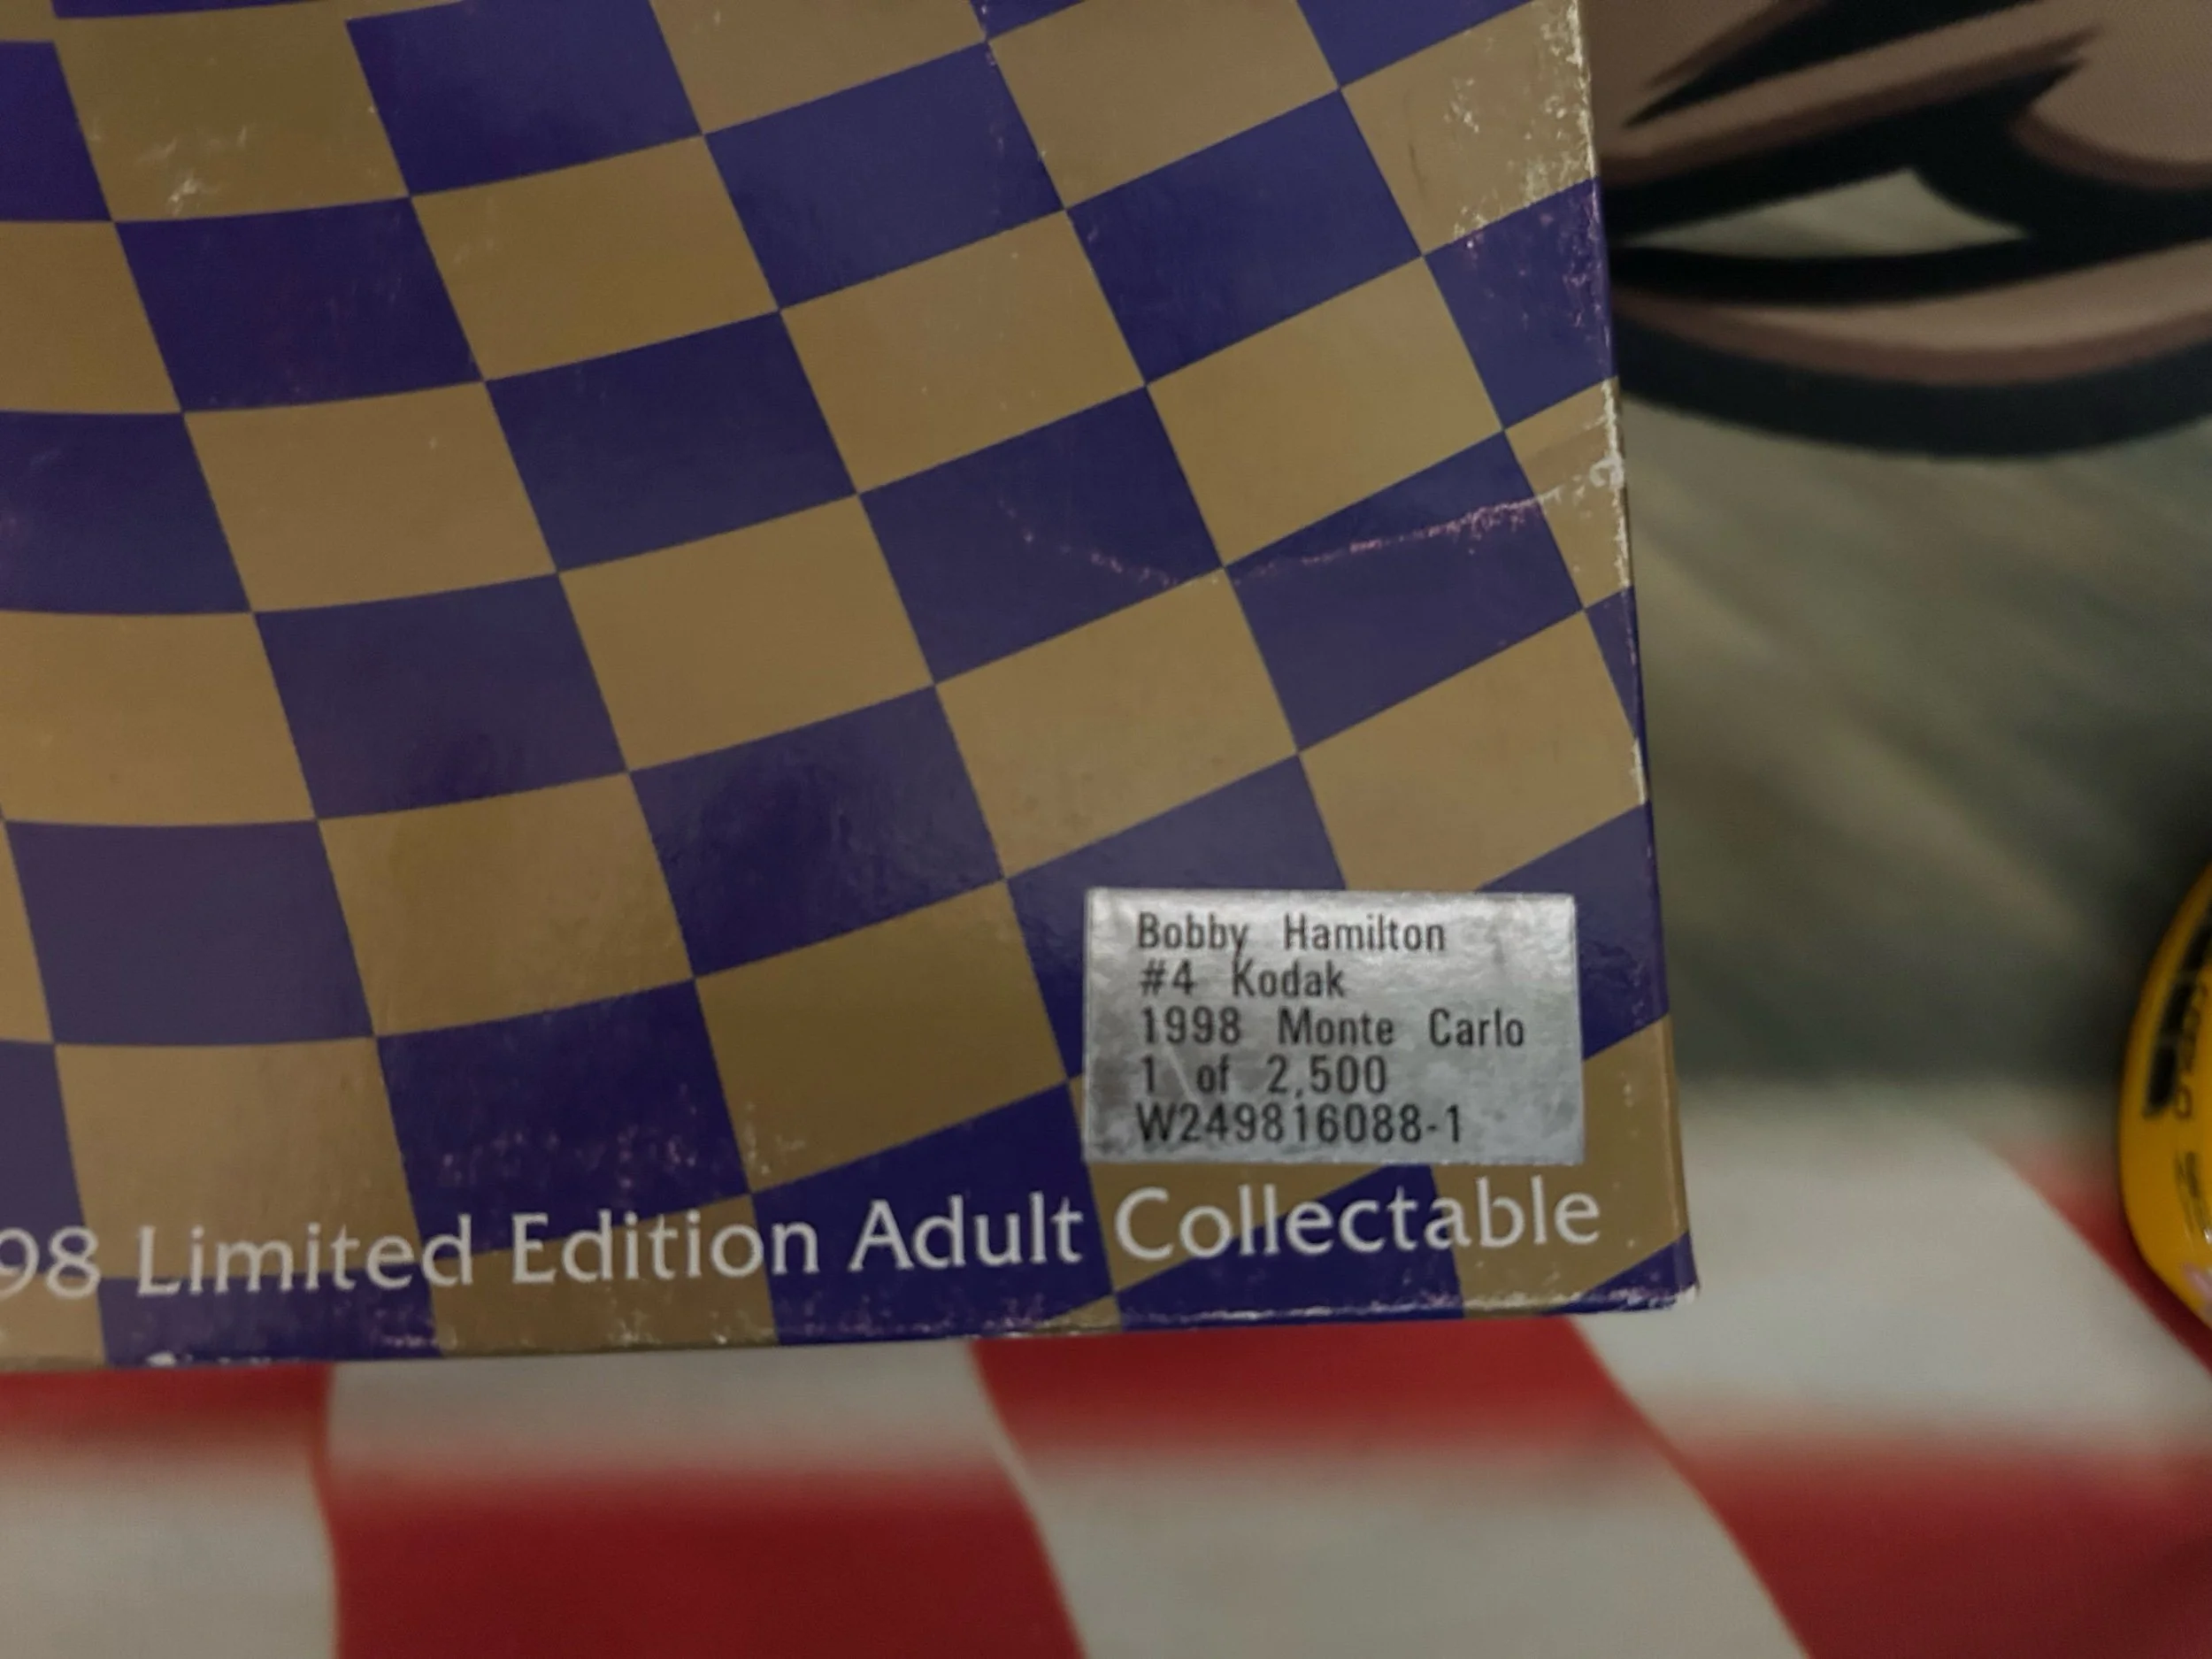 Bobby Hamilton
#4 Kodak
1998 Monte Carlo
1 of 2,500
W249816088-1
98 Limited Edition Adult Collectable